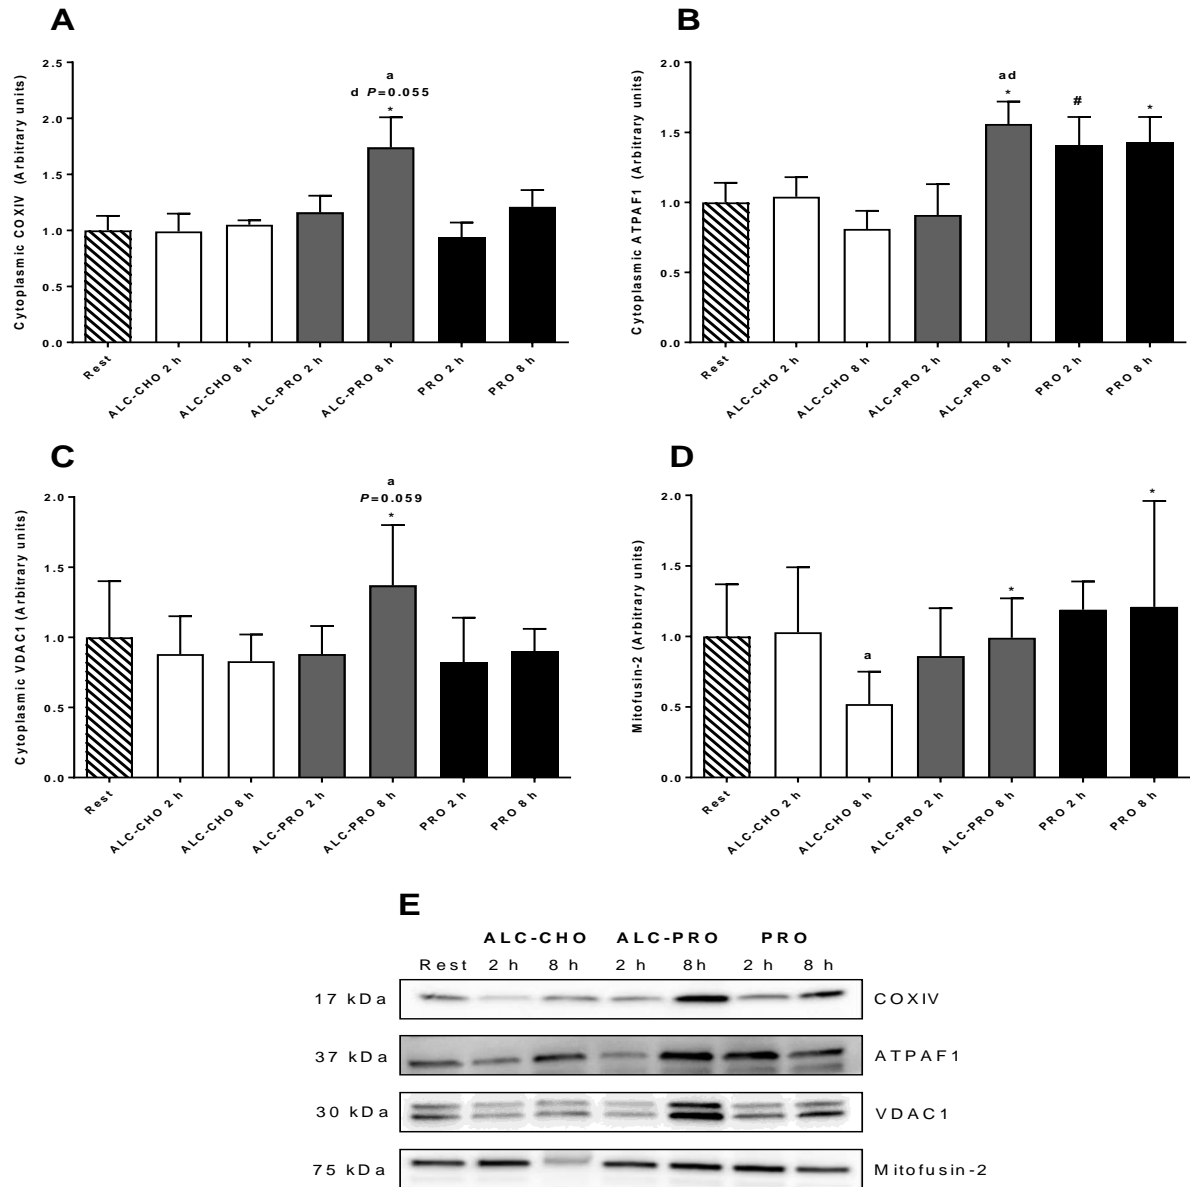 A
Cytoplasmic COXIV (Arbitrary units)
2.5
2.0
1.5
1.0
0.5
0.0
a
d P=0.055
*
Rest
ALC-CHO 2 h
ALC-CHO 8 h
ALC-PRO 2 h
ALC-PRO 8 h
PRO 2 h
PRO 8 h
B
Cytoplasmic ATPAF1 (Arbitrary units)
2.0
1.5
1.0
0.5
0.0
ad
*
#
*
Rest
ALC-CHO 2 h
ALC-CHO 8 h
ALC-PRO 2 h
ALC-PRO 8 h
PRO 2 h
PRO 8 h
C
Cytoplasmic VDAC1 (Arbitrary units)
2.0
1.5
1.0
0.5
0.0
a
P=0.059
*
Rest
ALC-CHO 2 h
ALC-CHO 8 h
ALC-PRO 2 h
ALC-PRO 8 h
PRO 2 h
PRO 8 h
D
Mitofusin-2 (Arbitrary units)
2.0
1.5
1.0
0.5
0.0
a
*
*
Rest
ALC-CHO 2 h
ALC-CHO 8 h
ALC-PRO 2 h
ALC-PRO 8 h
PRO 2 h
PRO 8 h
E
ALC-CHO ALC-PRO PRO
Rest 2 h 8 h 2 h 8h 2 h 8 h
17 kDa COXIV
37 kDa ATPAF1
30 kDa VDAC1
75 kDa Mitofusin-2